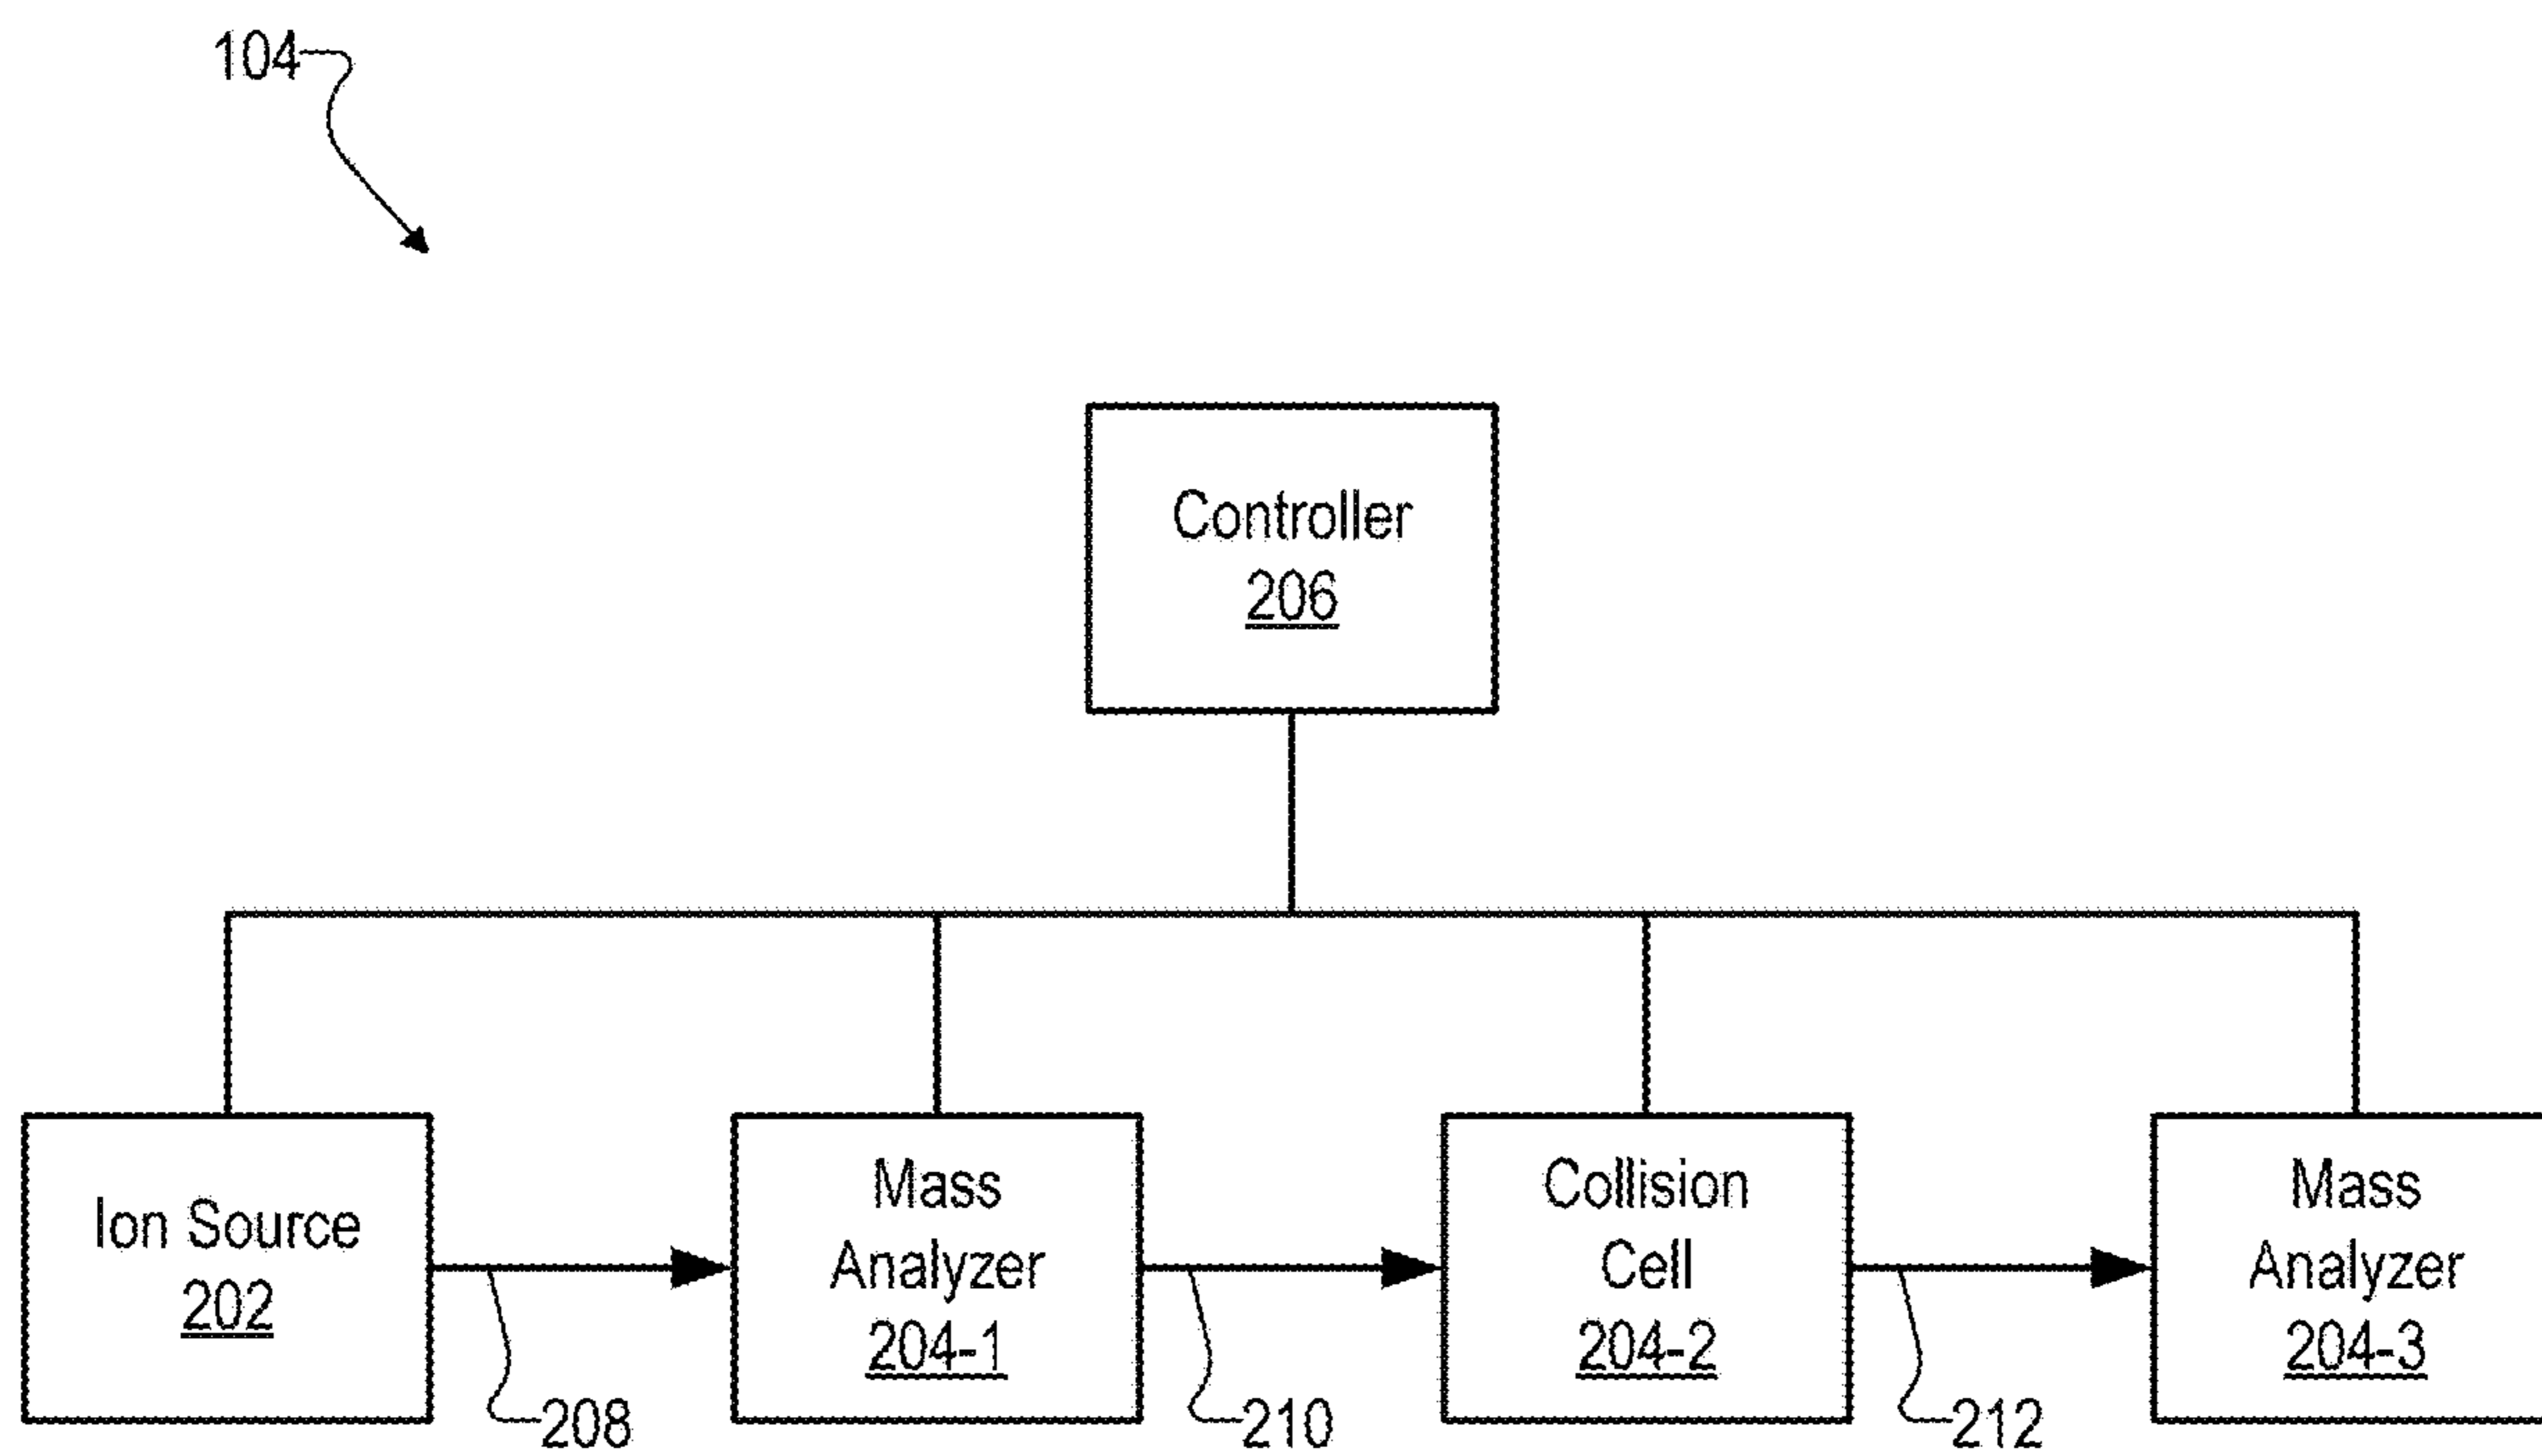 104
Controller
206
Ion Source
202
Mass
Analyzer
204-1
Collision
Cell
204-2
Mass
Analyzer
204-3
208
210
212